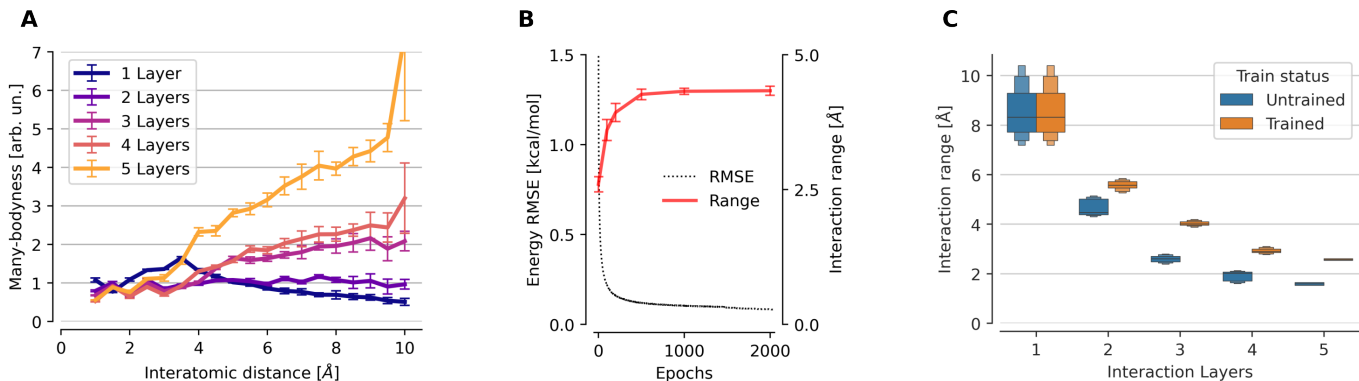 A
Many-bodyness [arb. un.]
7
6
5
4
3
2
1
0
1 Layer
2 Layers
3 Layers
4 Layers
5 Layers
0
2
4
6
8
10
Interatomic distance [Å]
B
Energy RMSE [kcal/mol]
1.5
1.0
0.5
0.0
RMSE
Range
5.0
2.5
0.0
Interaction range [Å]
0
1000
2000
Epochs
C
Interaction range [Å]
10
8
6
4
2
0
Train status
Untrained
Trained
1
2
3
4
5
Interaction Layers